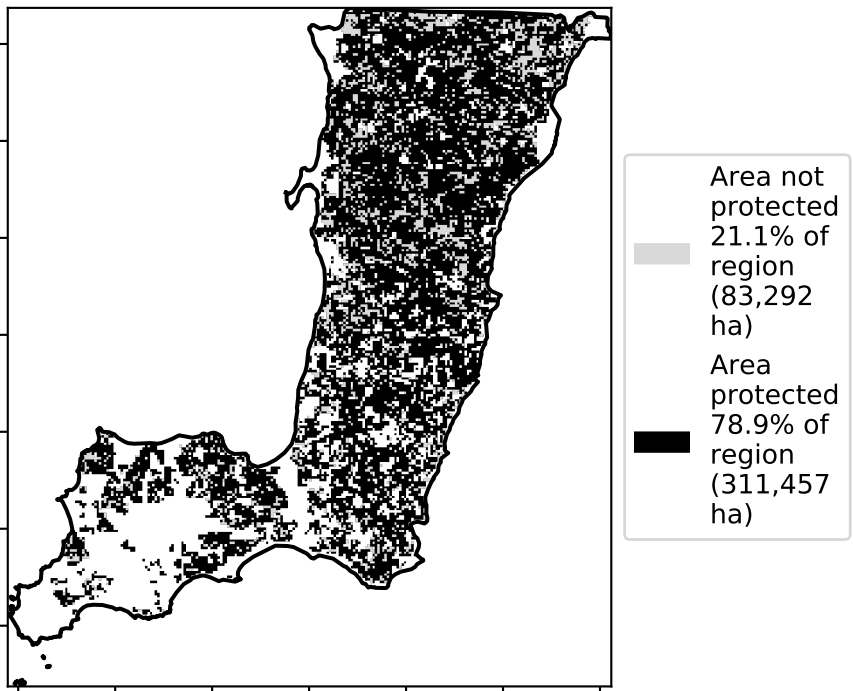 Area not
protected
21.1% of
region
(83,292
ha)
Area
protected
78.9% of
region
(311,457
ha)